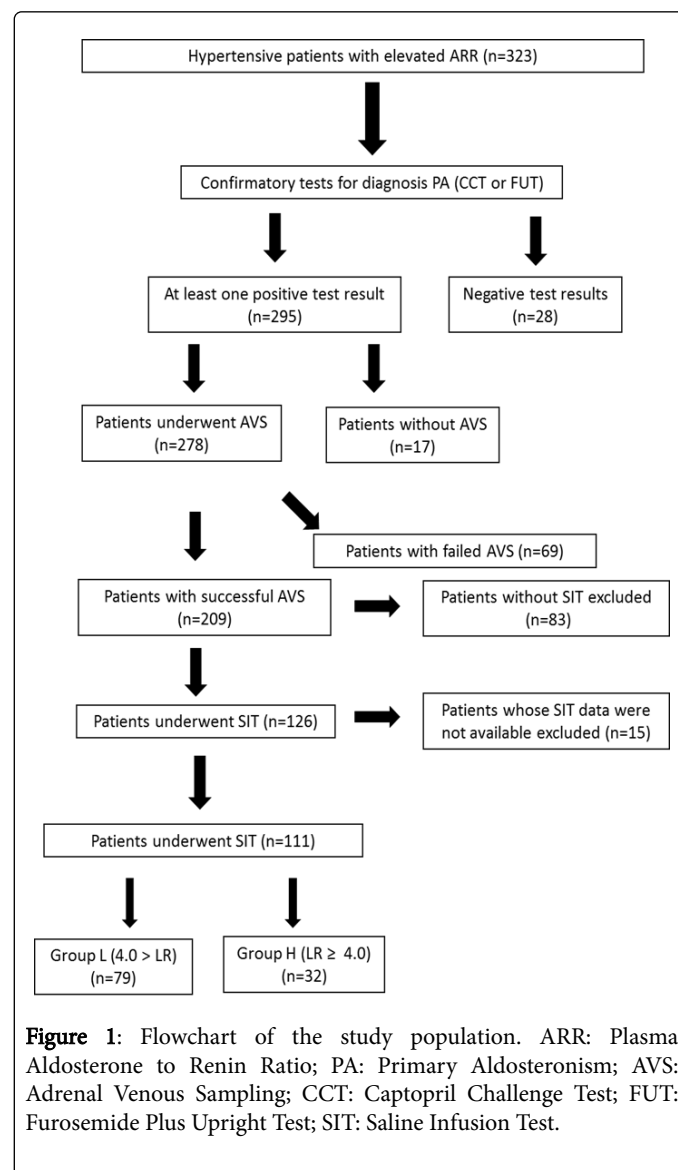 Hypertensive patients with elevated ARR (n=323)
Confirmatory tests for diagnosis PA (CCT or FUT)
At least one positive test result
(n=295)
Negative test results
(n=28)
Patients underwent AVS
(n=278)
Patients without AVS
(n=17)
Patients with failed AVS (n=69)
Patients with successful AVS
(n=209)
Patients without SIT excluded
(n=83)
Patients underwent SIT (n=126)
Patients whose SIT data were
not available excluded (n=15)
Patients underwent SIT (n=111)
Group L (4.0 > LR)
(n=79)
Group H (LR ≥ 4.0)
(n=32)
Figure 1: Flowchart of the study population. ARR: Plasma
Aldosterone to Renin Ratio; PA: Primary Aldosteronism; AVS:
Adrenal Venous Sampling; CCT: Captopril Challenge Test; FUT:
Furosemide Plus Upright Test; SIT: Saline Infusion Test.